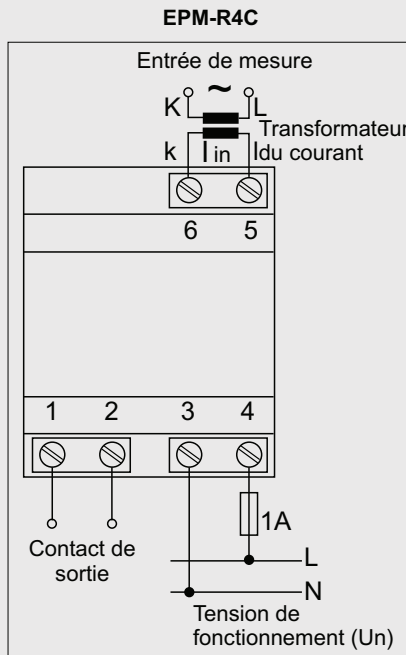 EPM-R4C
Entrée de mesure
K ~ L
Transformateur
k I in l du courant
6 5
1 2 3 4
1A
Contact de
sortie
L
N
Tension de
fonctionnement (Un)